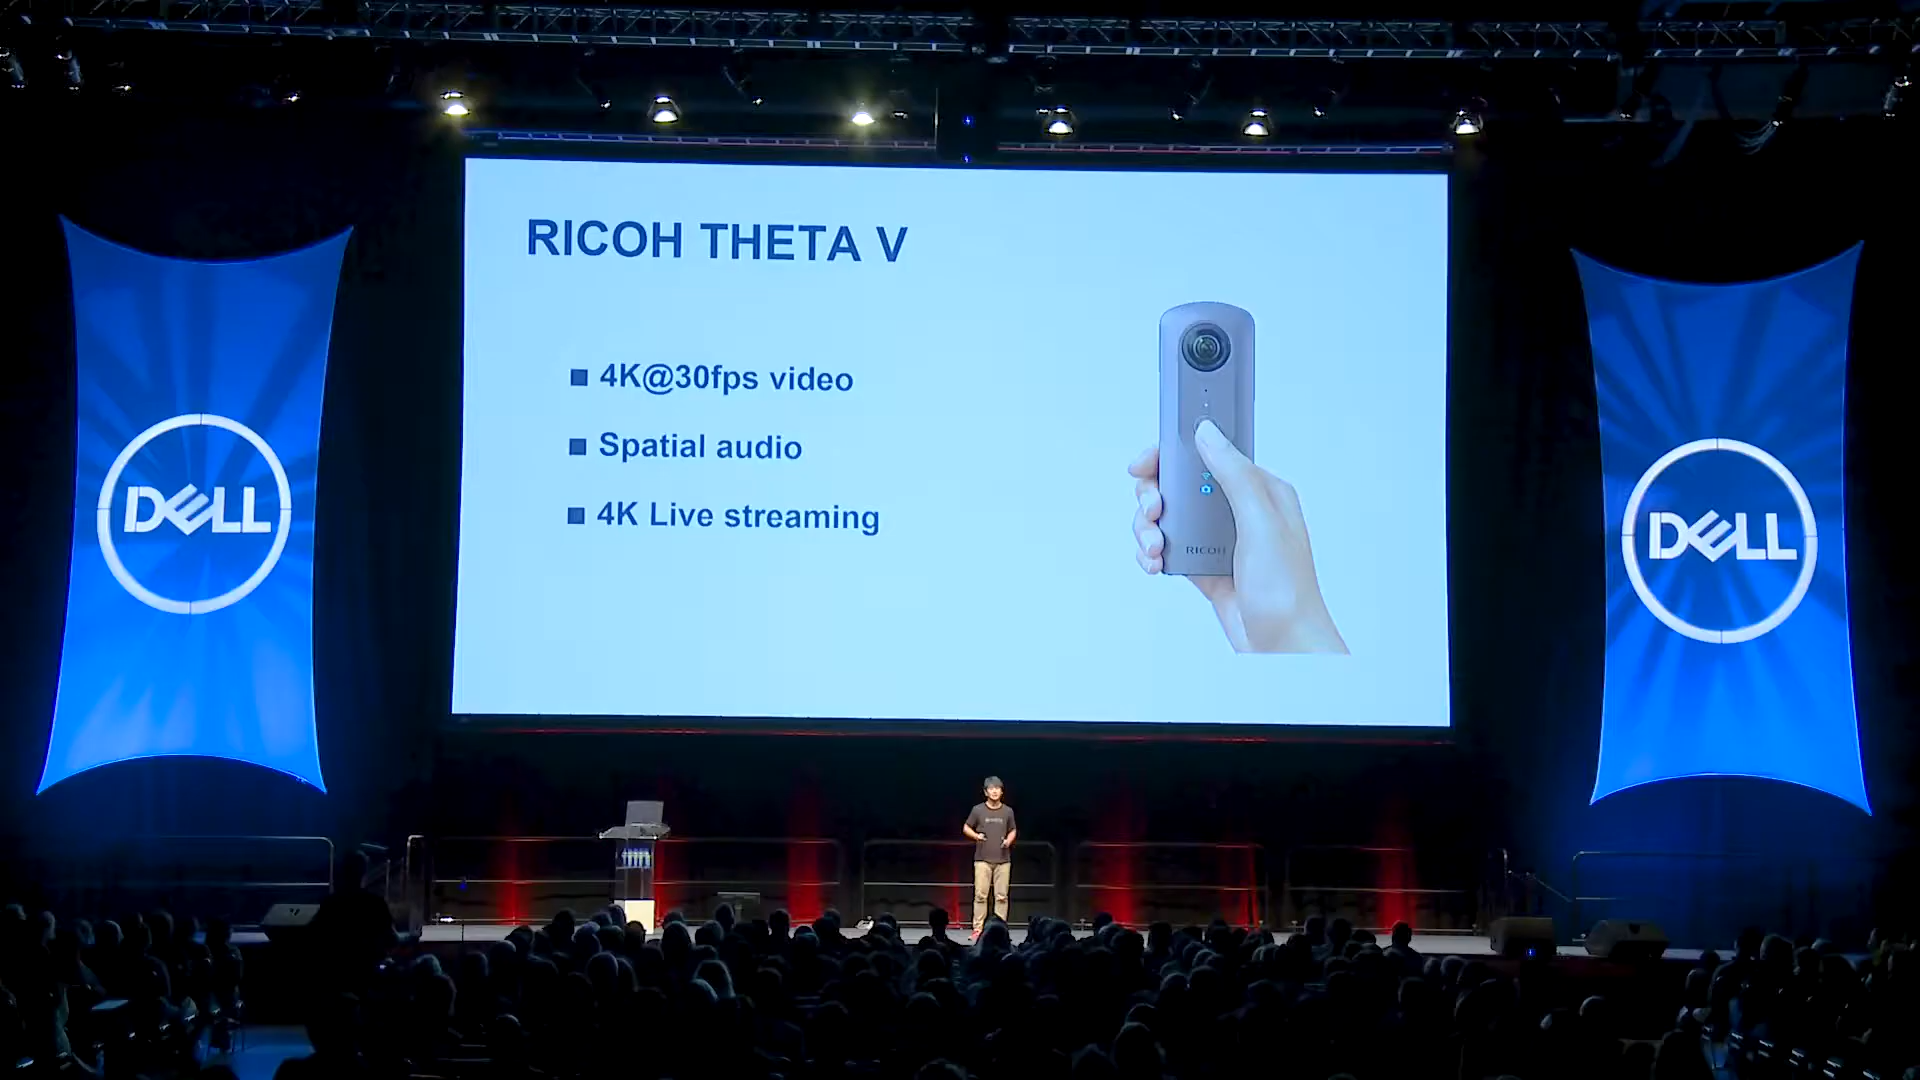 RICOH THETA V
4K@30fps video
Spatial audio
4K Live streaming
RICOH
DELL
DELL